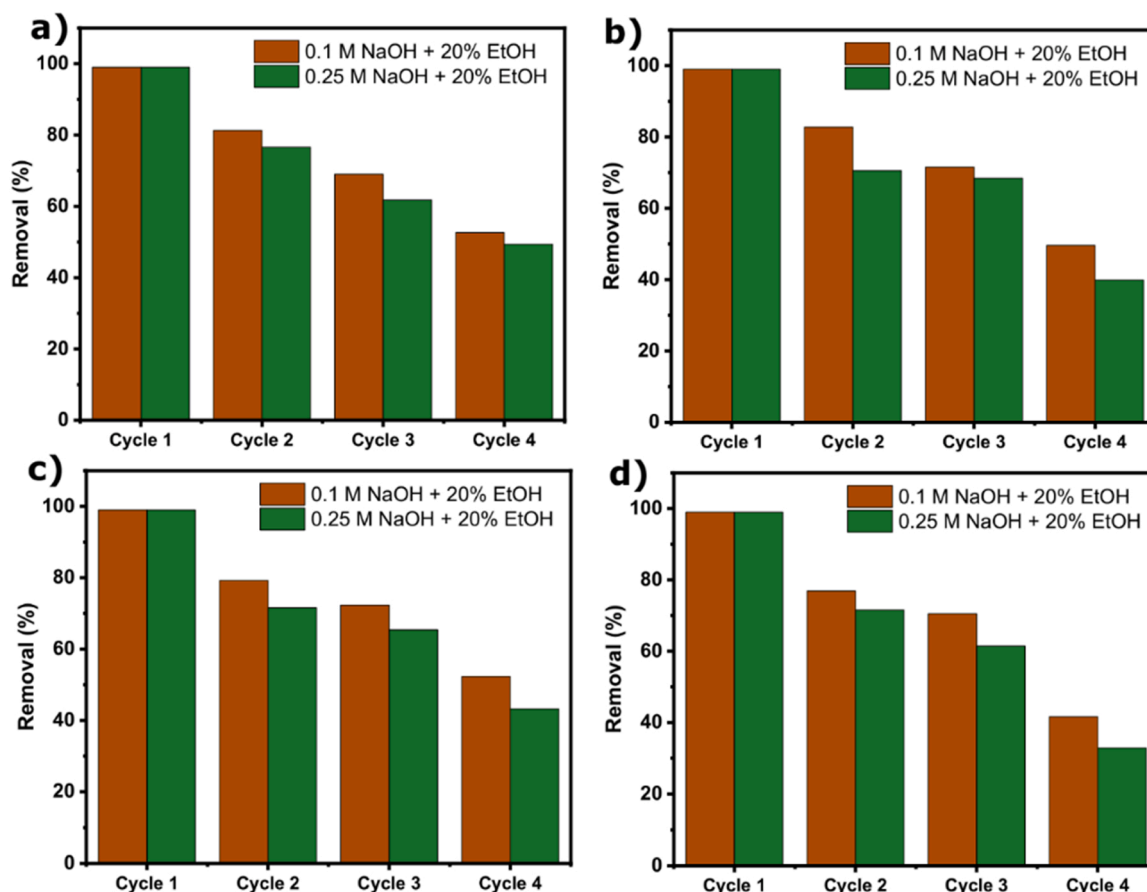 a)
0.1 M NaOH + 20% EtOH
0.25 M NaOH + 20% EtOH
Removal (%)
100
80
60
40
20
0
Cycle 1 Cycle 2 Cycle 3 Cycle 4
b)
0.1 M NaOH + 20% EtOH
0.25 M NaOH + 20% EtOH
Removal (%)
100
80
60
40
20
0
Cycle 1 Cycle 2 Cycle 3 Cycle 4
c)
0.1 M NaOH + 20% EtOH
0.25 M NaOH + 20% EtOH
Removal (%)
100
80
60
40
20
0
Cycle 1 Cycle 2 Cycle 3 Cycle 4
d)
0.1 M NaOH + 20% EtOH
0.25 M NaOH + 20% EtOH
Removal (%)
100
80
60
40
20
0
Cycle 1 Cycle 2 Cycle 3 Cycle 4